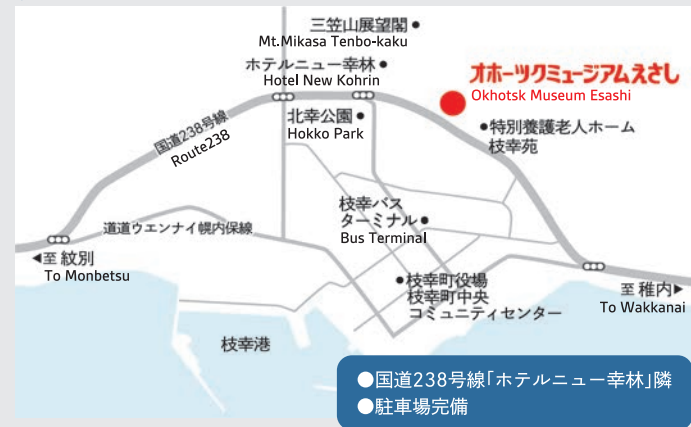 三笠山展望閣
Mt.Mikasa Tenbo-kaku
ホテルニュー幸林
Hotel New Kohrin
オホーツクミュージアムえさし
Okhotsk Museum Esashi
北幸公園
Hokko Park
特別養護老人ホーム
枝幸苑
国道238号線
Route238
枝幸バス
ターミナル
Bus Terminal
道道ウエンナイ幌内保線
◀至 紋別
To Monbetsu
枝幸町役場
枝幸町中央
コミュニティセンター
至 稚内▶
To Wakkanai
枝幸港
●国道238号線「ホテルニュー幸林」隣
●駐車場完備